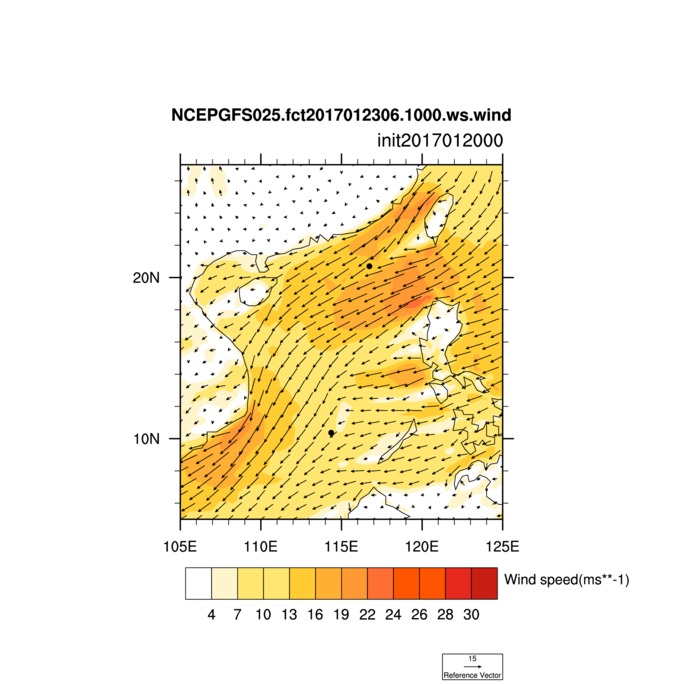 NCEPGFS025.fct2017012306.1000.ws.wind
init2017012000
20N
10N
105E 110E 115E 120E 125E
Wind speed(ms**-1)
4 7 10 13 16 19 22 24 26 28 30
15
Reference Vector